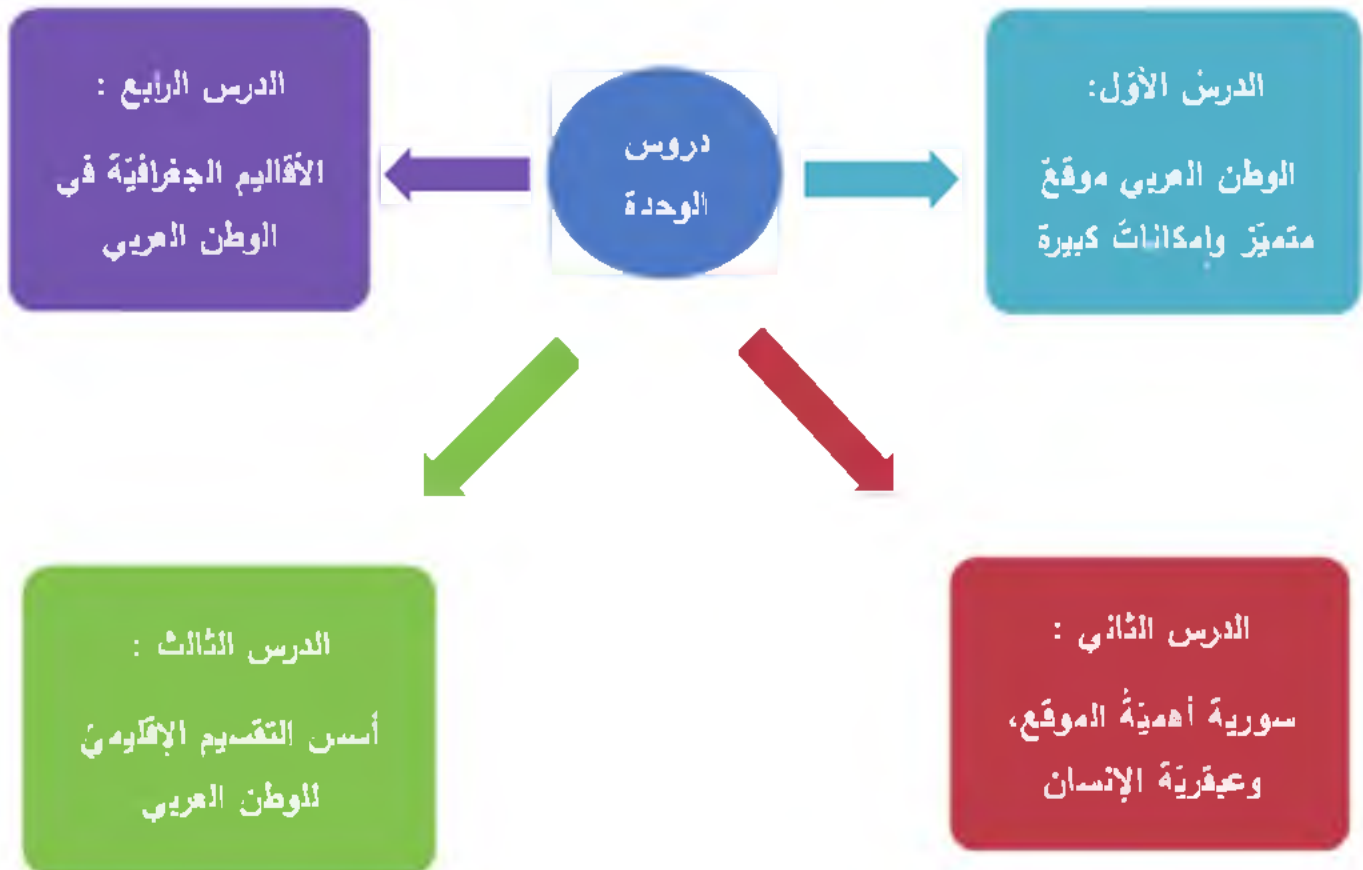 دروس
الوحدة
الدرسُ الأوّل:
الوطن العربي موقعٌ
متميّز وإمكاناتٌ كبيرة
الدرس الثاني :
سورية أهميّةُ الموقع،
وعبقريّة الإنسان
الدرس الثالث :
أسس التقسيم الإقليميّ
للوطن العربي
الدرس الرابع :
الأقاليم الجغرافيّة في
الوطن العربي